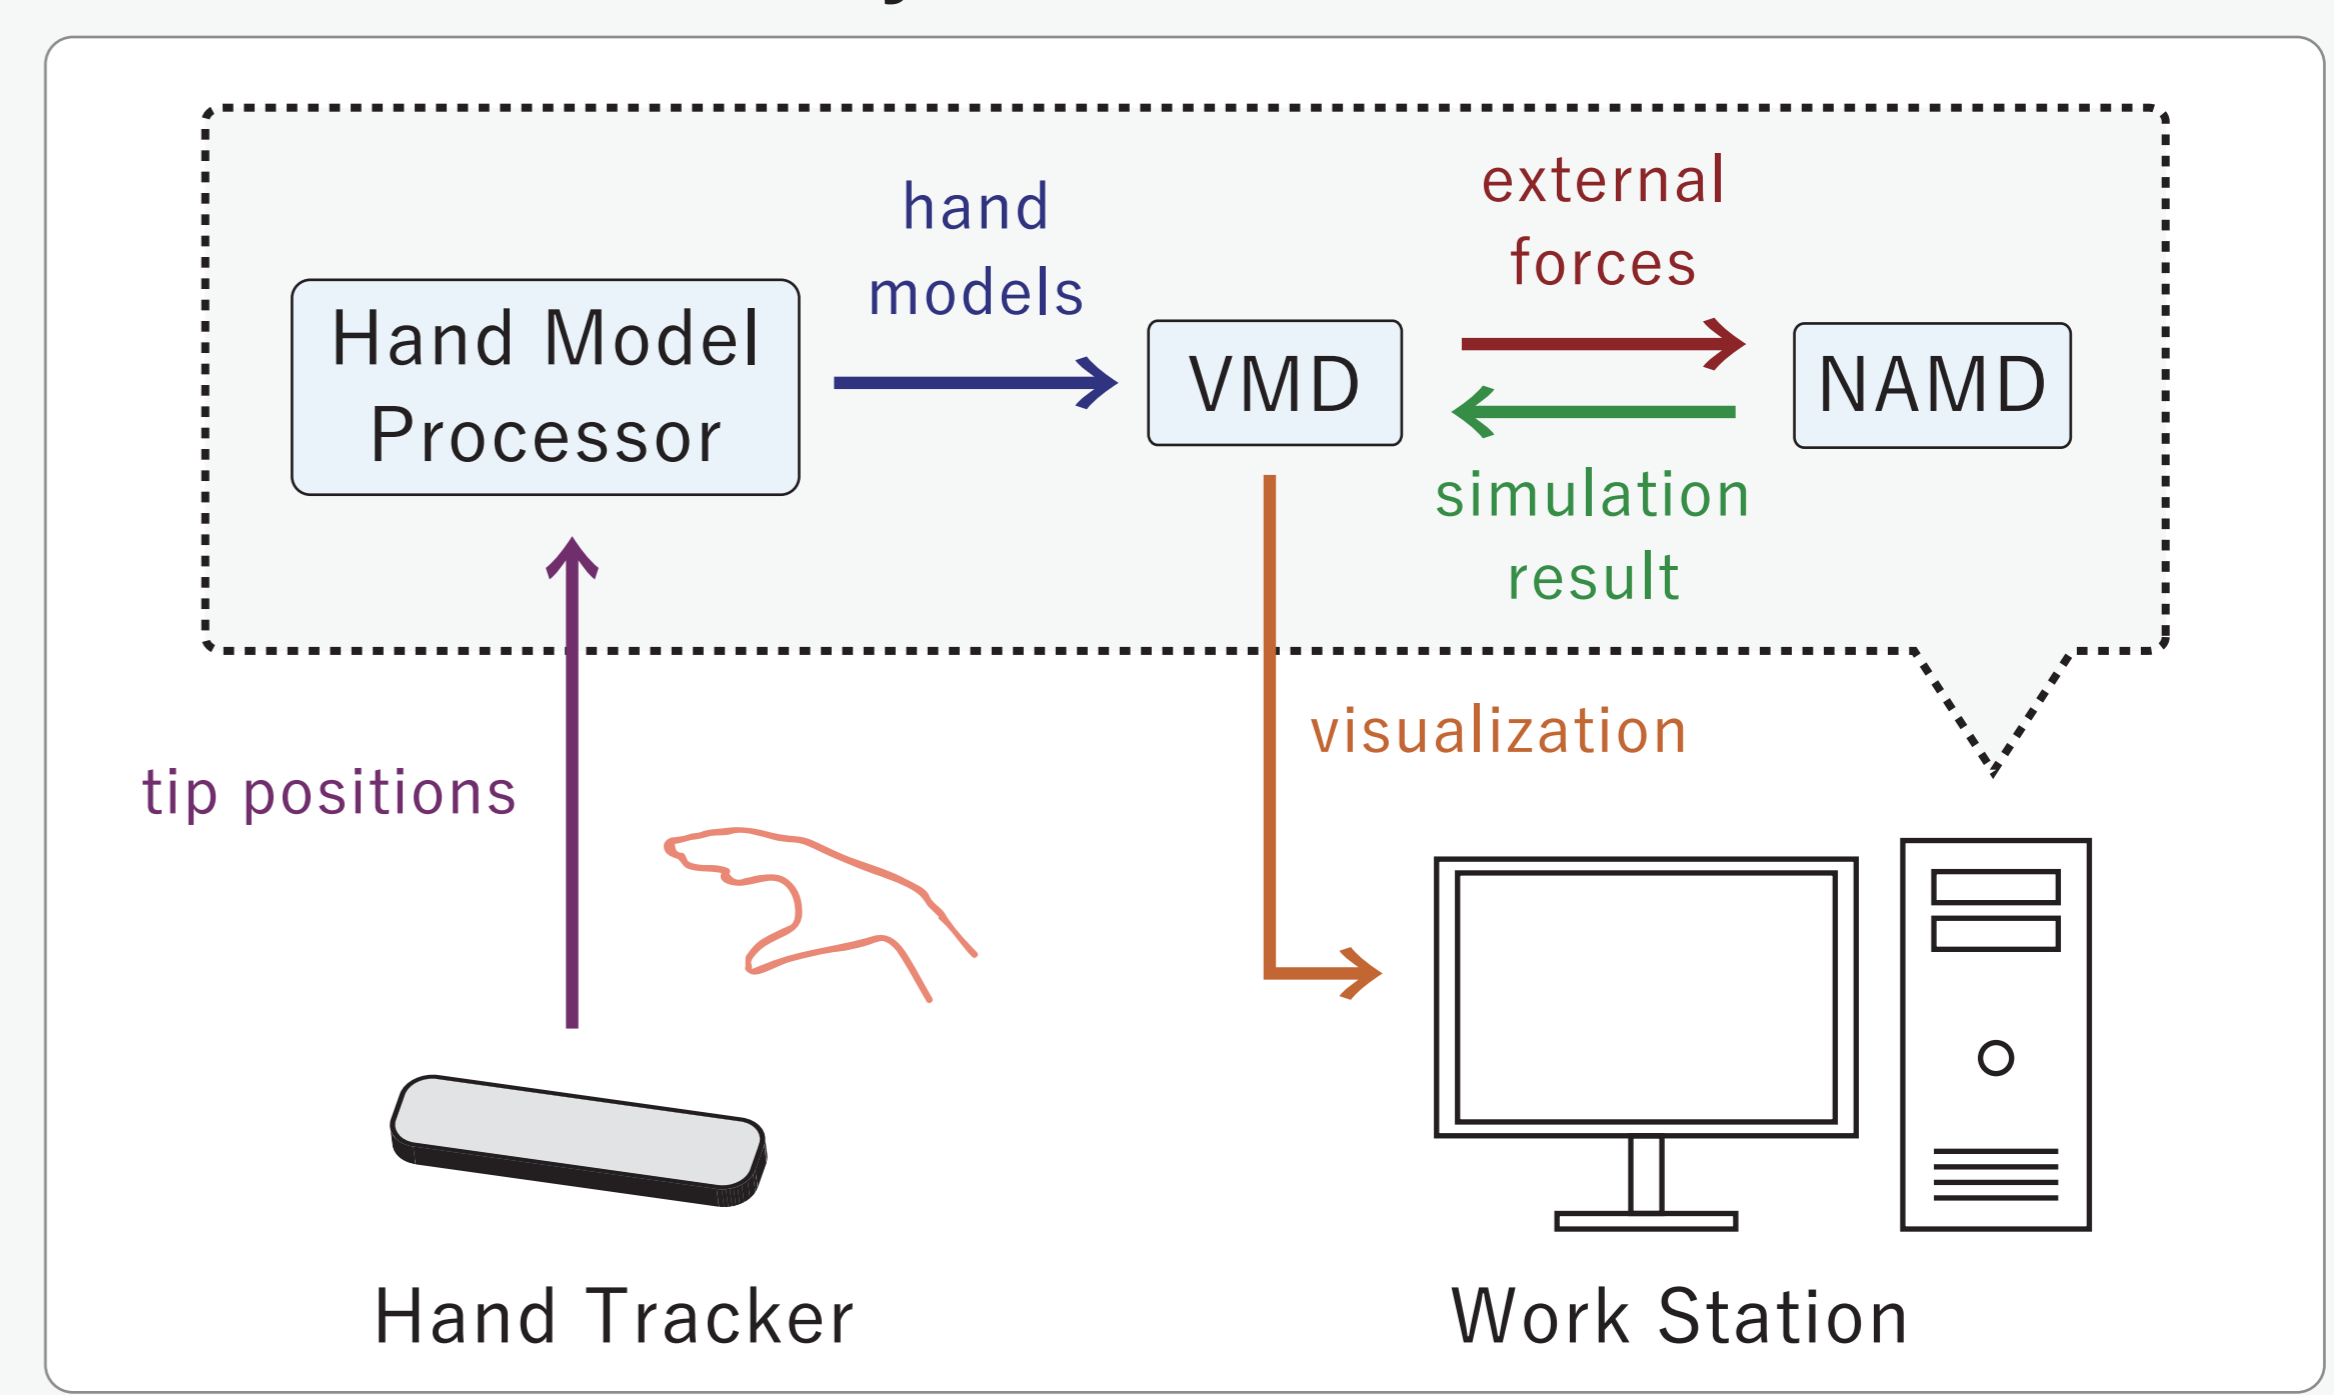 hand
models
external
forces
Hand Model
Processor
VMD
NAMD
simulation
result
visualization
tip positions
Hand Tracker
Work Station